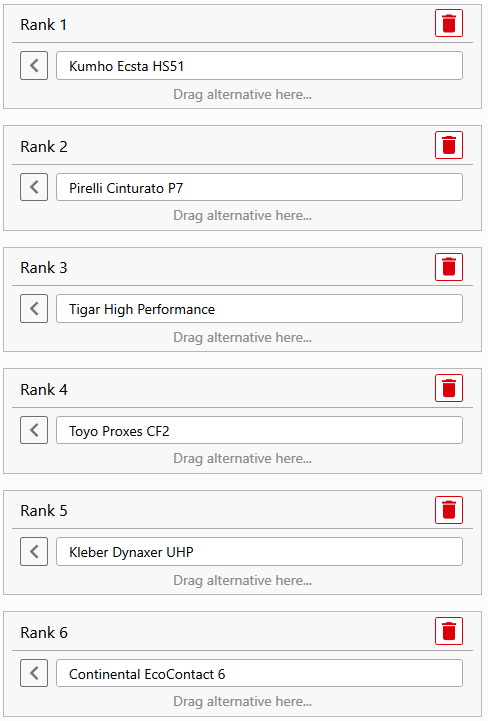 Rank 1
Kumho Ecsta HS51
Drag alternative here...
Rank 2
Pirelli Cinturato P7
Drag alternative here...
Rank 3
Tigar High Performance
Drag alternative here...
Rank 4
Toyo Proxes CF2
Drag alternative here...
Rank 5
Kleber Dynaxer UHP
Drag alternative here...
Rank 6
Continental EcoContact 6
Drag alternative here...